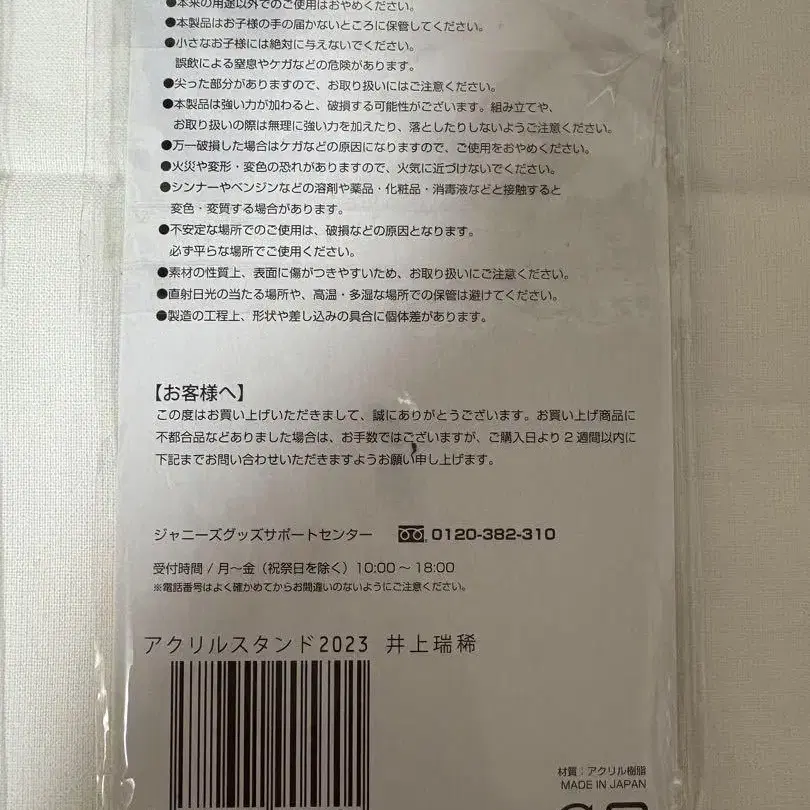 ●本来の用途以外でのご使用はおやめください。
●本製品はお子様の手の届かないところに保管してください。
●小さなお子様には絶対に与えないでください。
誤飲による窒息やケガなどの危険があります。
●尖った部分がありますので、お取り扱いにはご注意ください。
●本製品は強い力が加わると、破損する可能性がございます。組み立てや、
お取り扱いの際は無理に強い力を加えたり、落としたりしないようご注意ください。
●万一破損した場合はケガなどの原因になりますので、ご使用をおやめください。
●火災や変形・変色の恐れがありますので、火気に近づけないでください。
●シンナーやベンジンなどの溶剤や薬品・化粧品・消毒液などと接触すると
変色・変質する場合があります。
●不安定な場所でのご使用は、破損などの原因となります。
必ず平らな場所でご使用ください。
●素材の性質上、表面に傷がつきやすいため、お取り扱いにご注意ください。
●直射日光の当たる場所や、高温・多湿な場所での保管は避けてください。
●製造の工程上、形状や差し込みの具合に個体差があります。
【お客様へ】
この度はお買い上げいただきまして、誠にありがとうございます。お買い上げ商品に
不都合品などありました場合は、お手数ではございますが、ご購入日より2週間以内に
下記までお問い合わせいただきますようお願い申し上げます。
ジャニーズグッズサポートセンター 0120-382-310
受付時間/月〜金（祝祭日を除く）10:00〜18:00
※電話番号はよく確かめてからお間違いのないようにご注意ください。
アクリルスタンド2023 井上瑞稀
材質：アクリル樹脂
MADE IN JAPAN